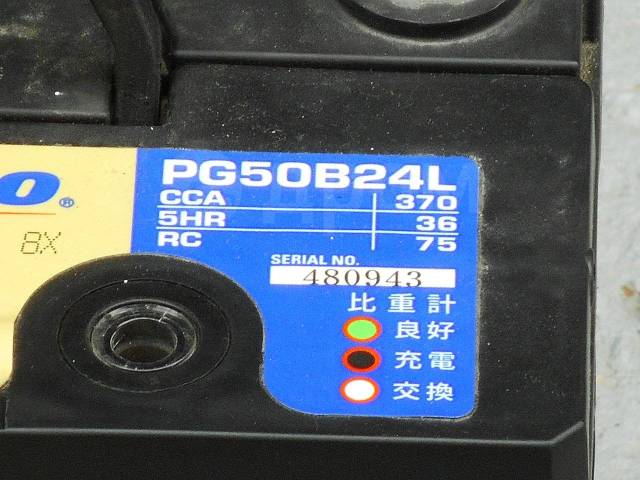 PG50B24L
CCA 370
5HR 36
RC 75
o®
8X
SERIAL NO.
480943
比重計
良好
充電
交換